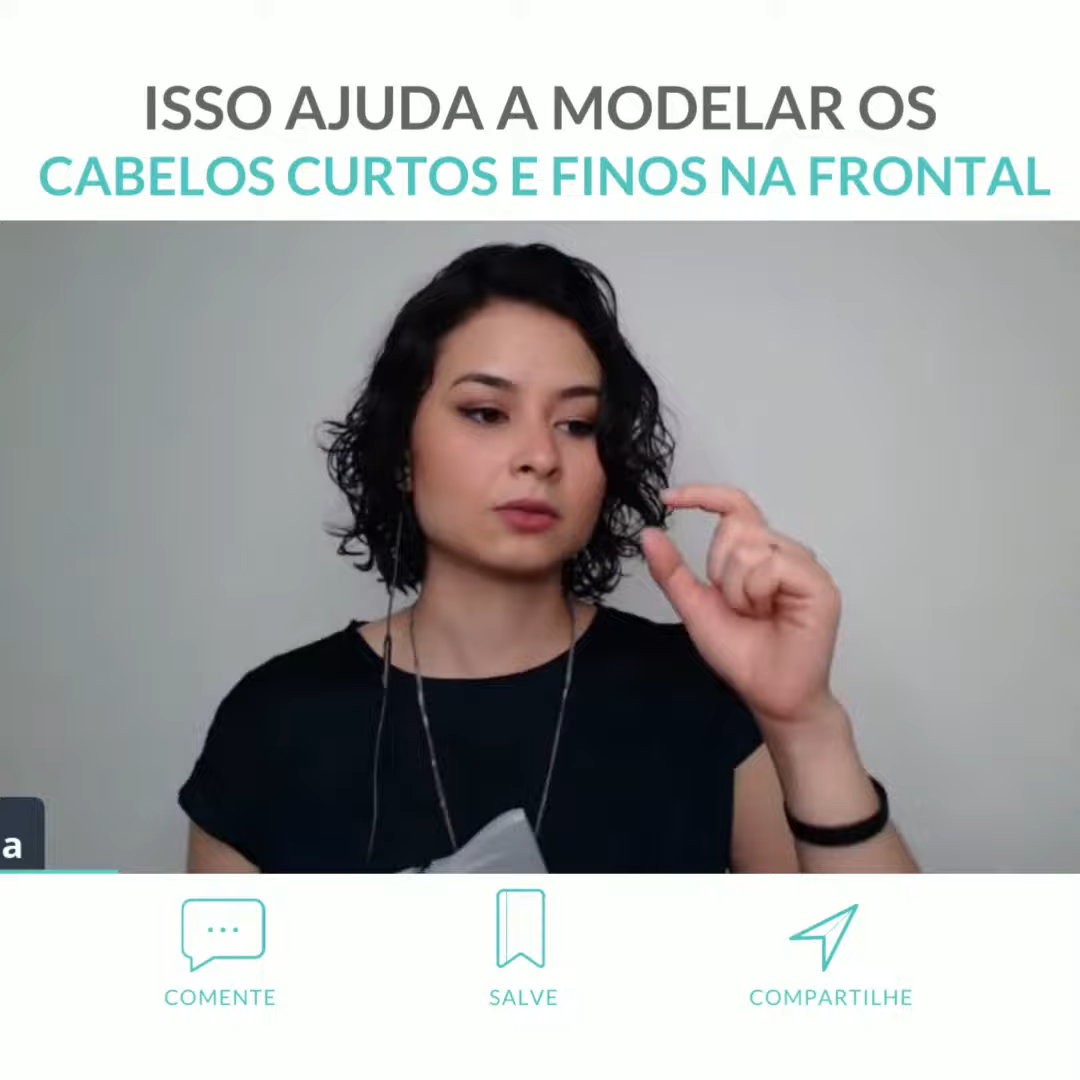 ISSO AJUDA A MODELAR OS
CABELOS CURTOS E FINOS NA FRONTAL
a
COMENTE
SALVE
COMPARTILHE